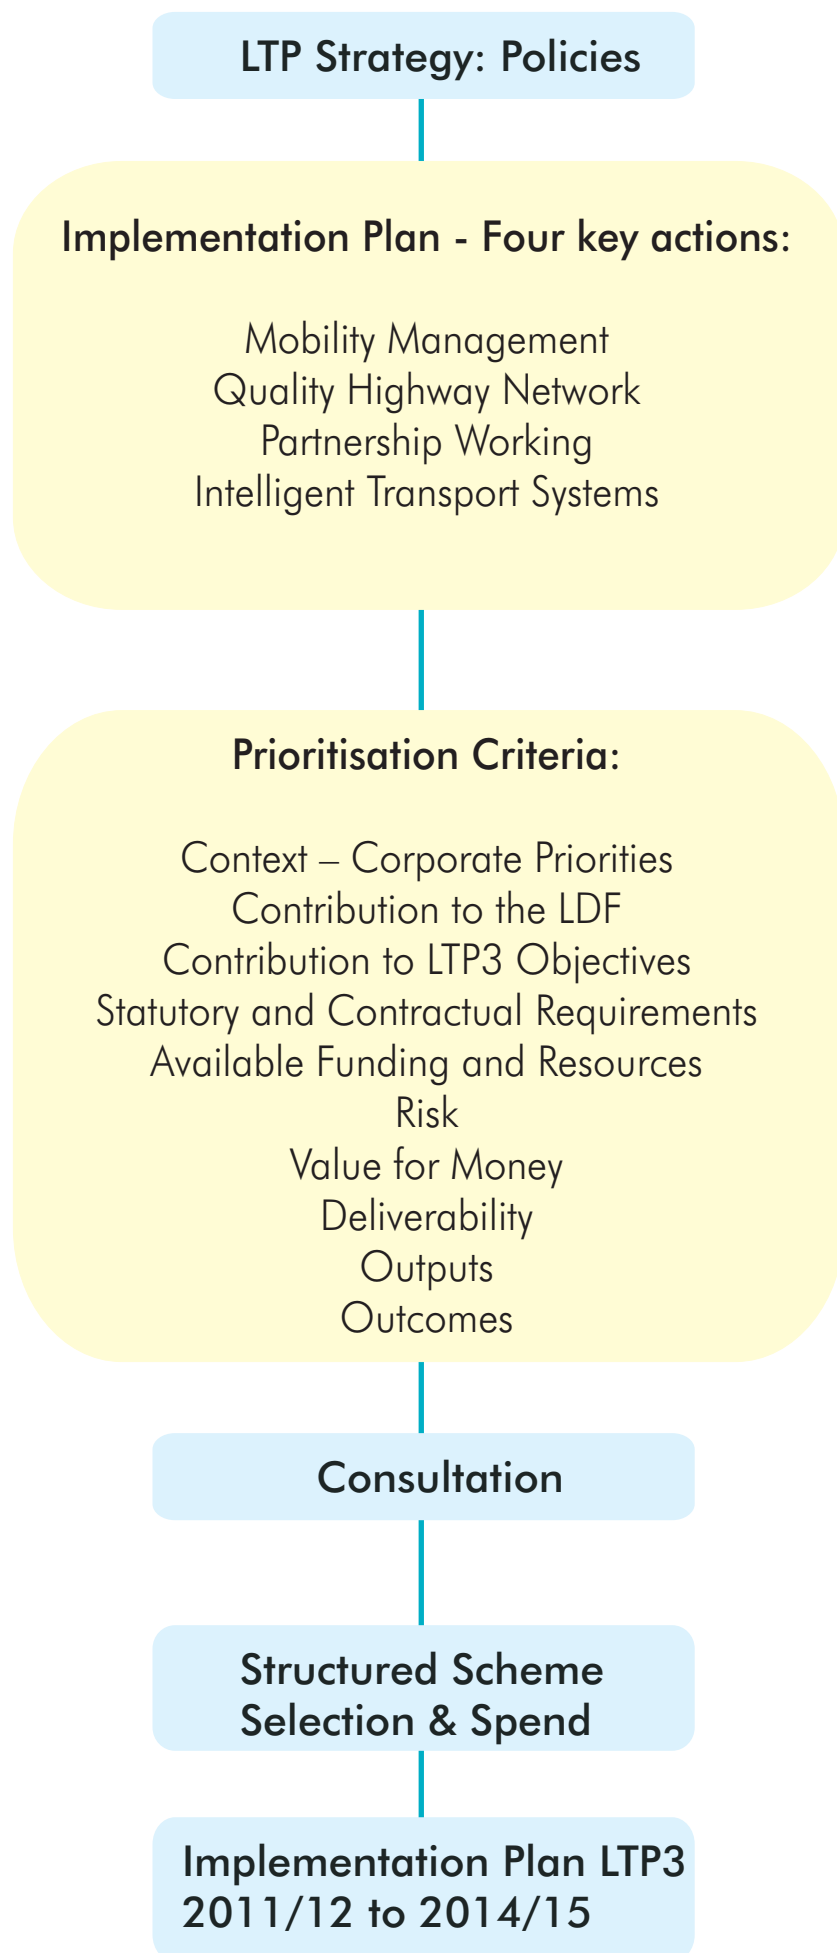 LTP Strategy: Policies
Implementation Plan - Four key actions:
Mobility Management
Quality Highway Network
Partnership Working
Intelligent Transport Systems
Prioritisation Criteria:
Context – Corporate Priorities
Contribution to the LDF
Contribution to LTP3 Objectives
Statutory and Contractual Requirements
Available Funding and Resources
Risk
Value for Money
Deliverability
Outputs
Outcomes
Consultation
Structured Scheme
Selection & Spend
Implementation Plan LTP3
2011/12 to 2014/15